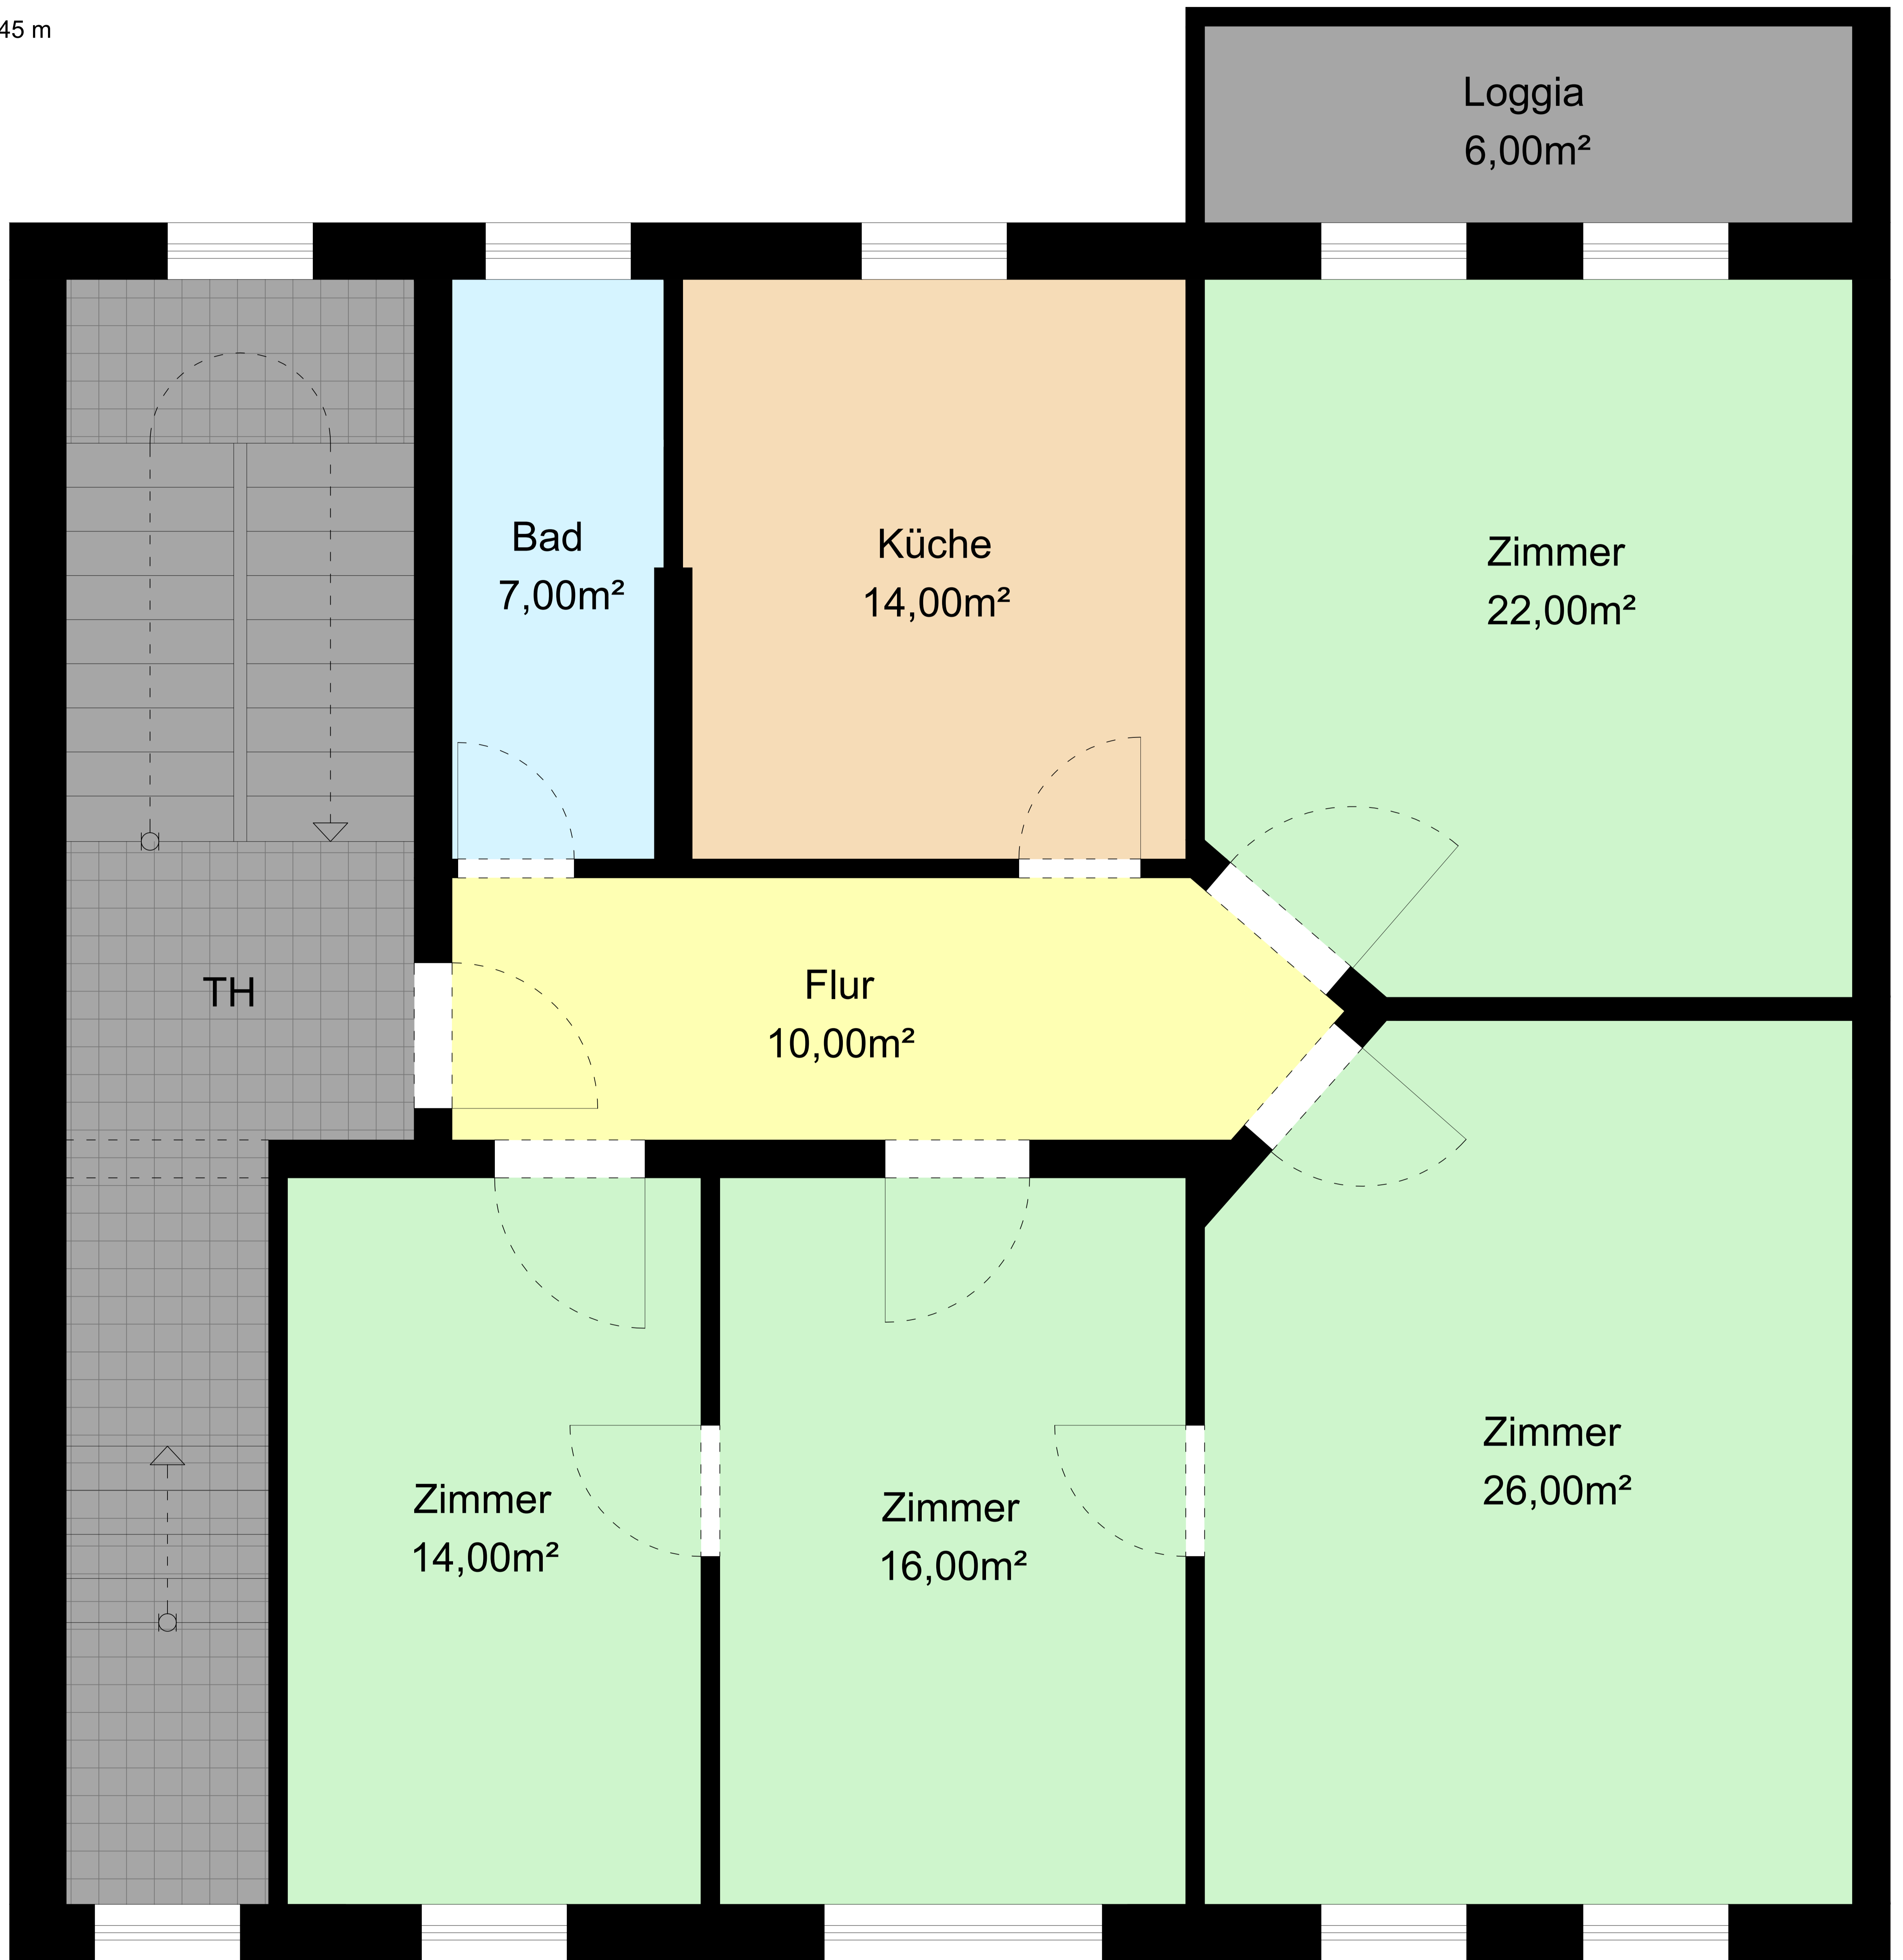 45 m
Loggia
6,00m²
Bad
7,00m²
Küche
14,00m²
Zimmer
22,00m²
TH
Flur
10,00m²
Zimmer
14,00m²
Zimmer
16,00m²
Zimmer
26,00m²